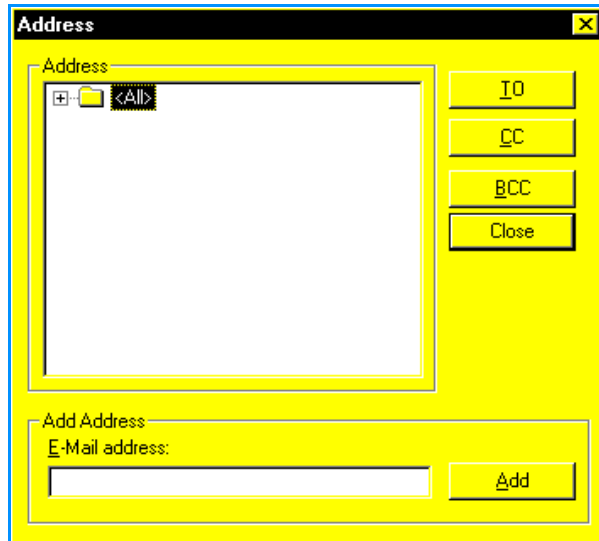 Address
Address
<All>
TO
CC
BCC
Close
Add Address
E-Mail address:
Add